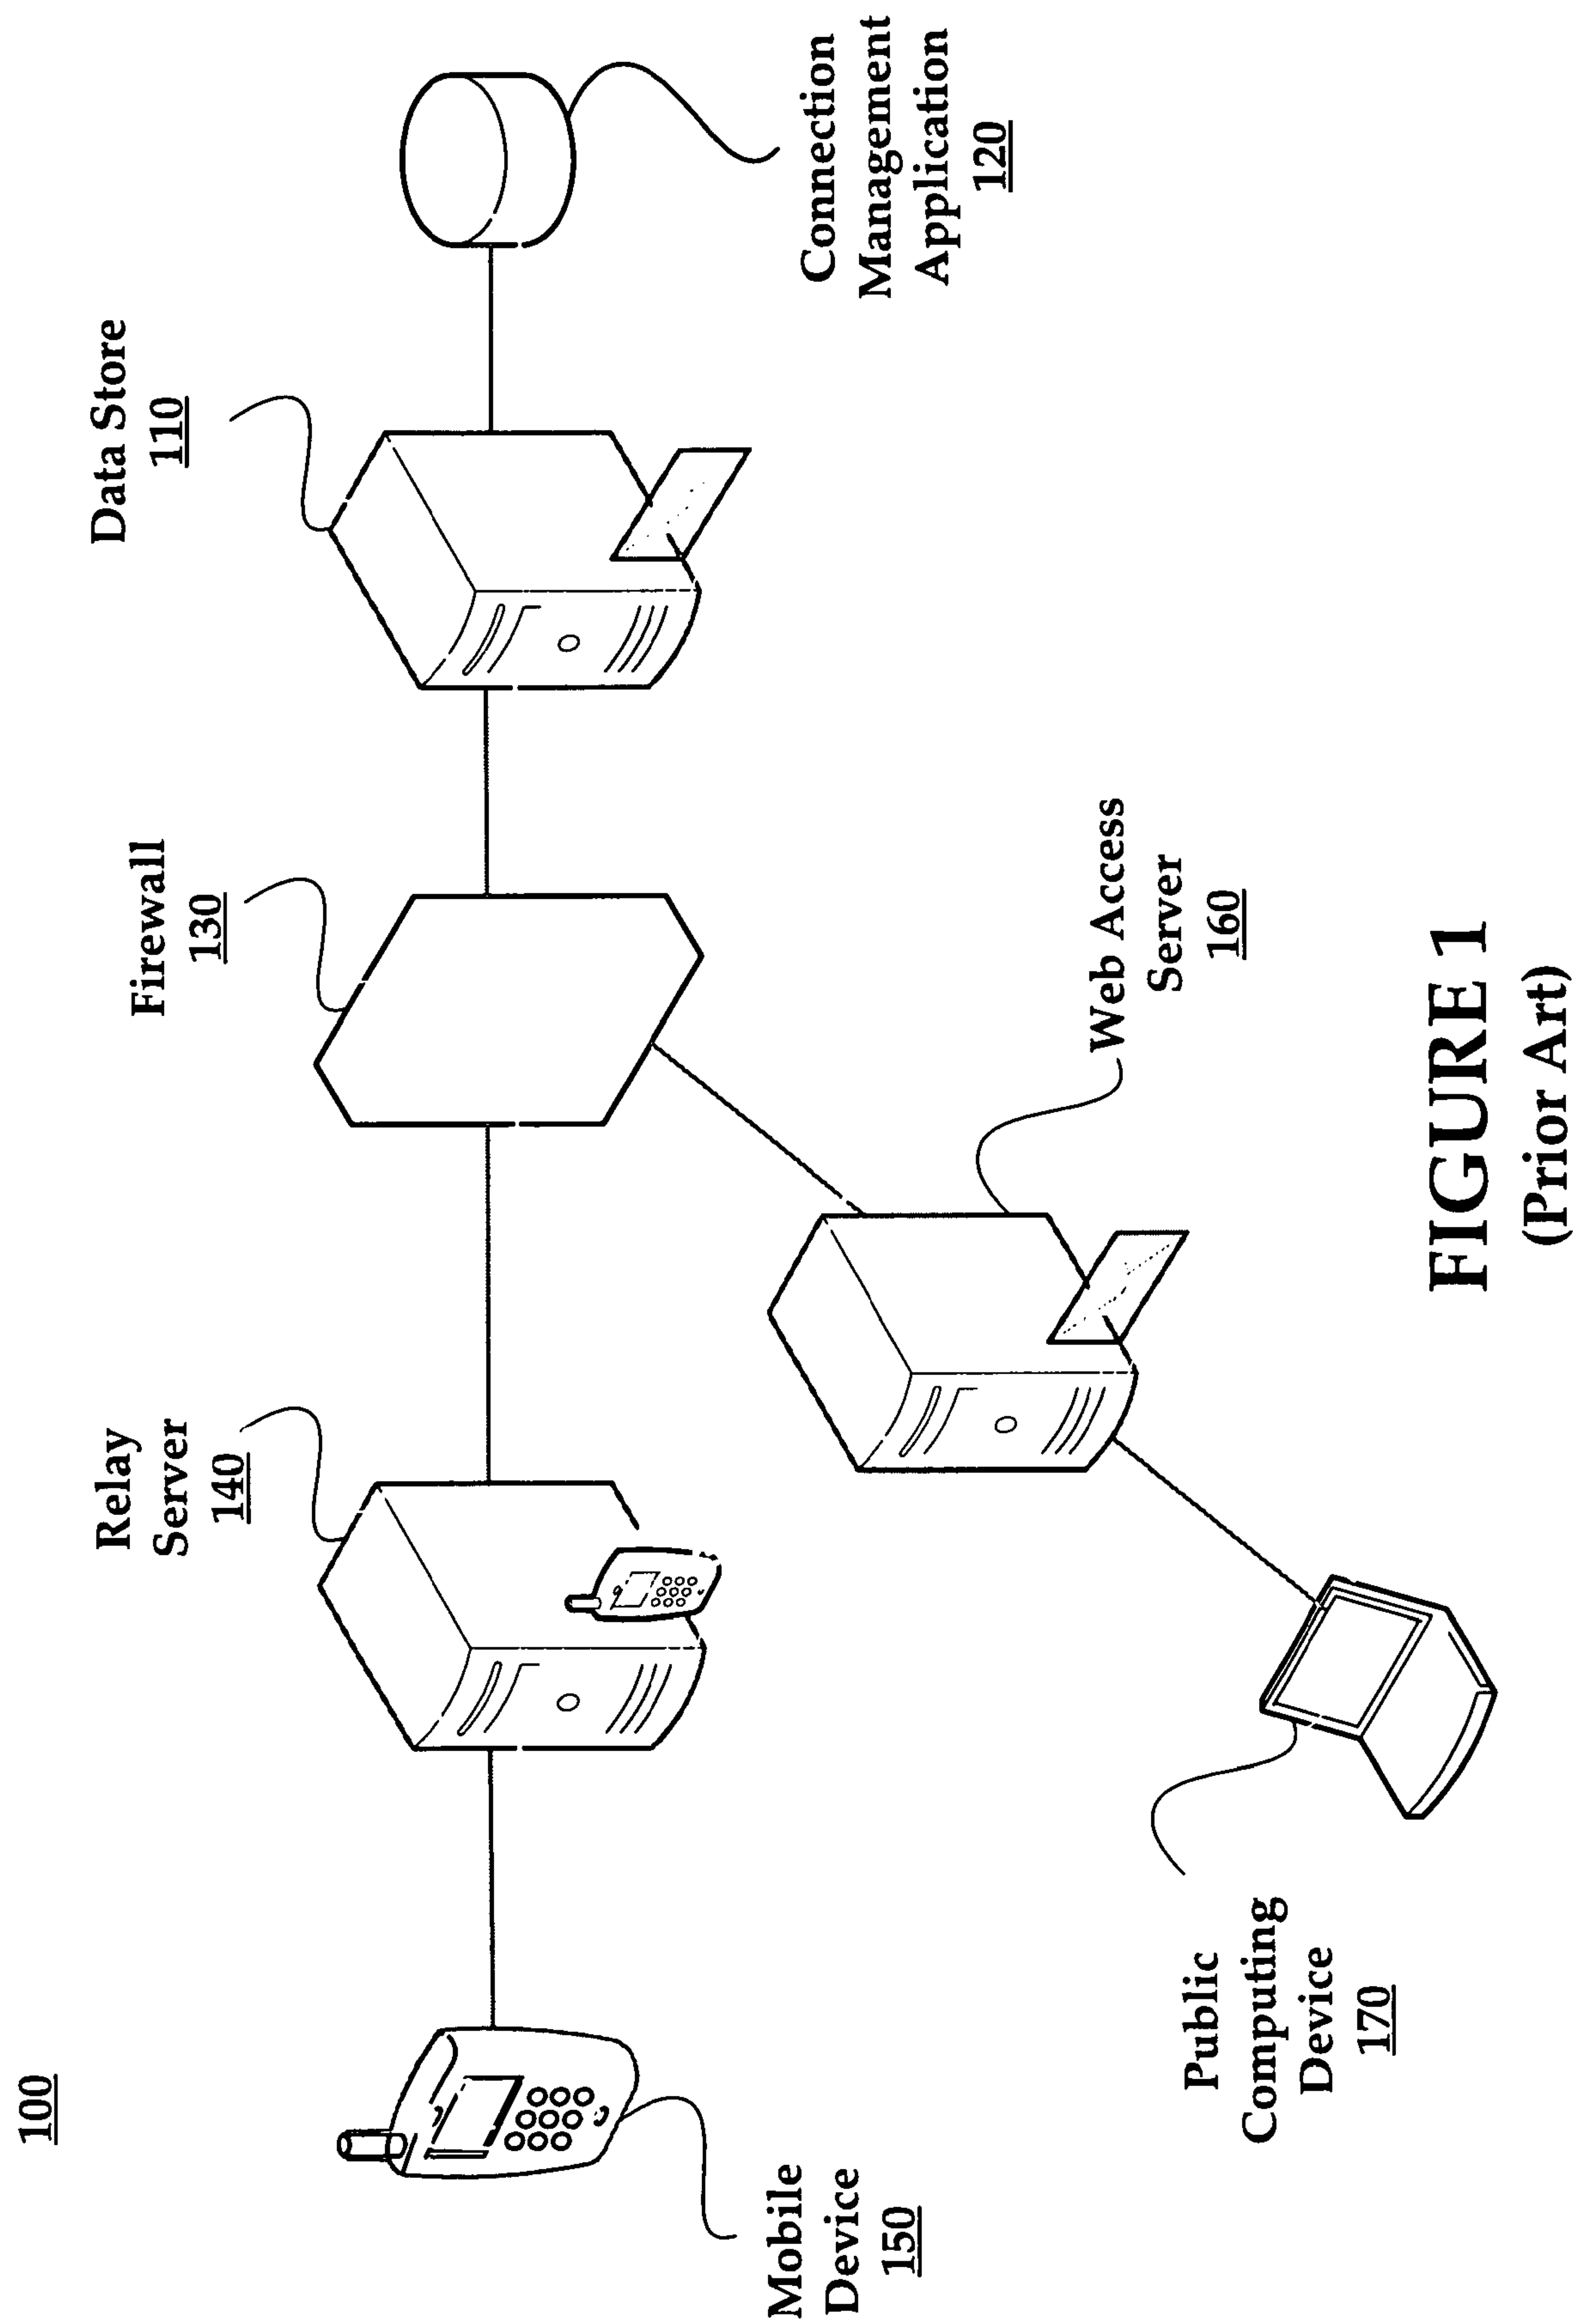 100
Relay
Server
140
Firewall
130
Data Store
110
Mobile
Device
150
Public
Computing
Device
170
Web Access
Server
160
Connection
Management
Application
120
FIGURE 1
(Prior Art)